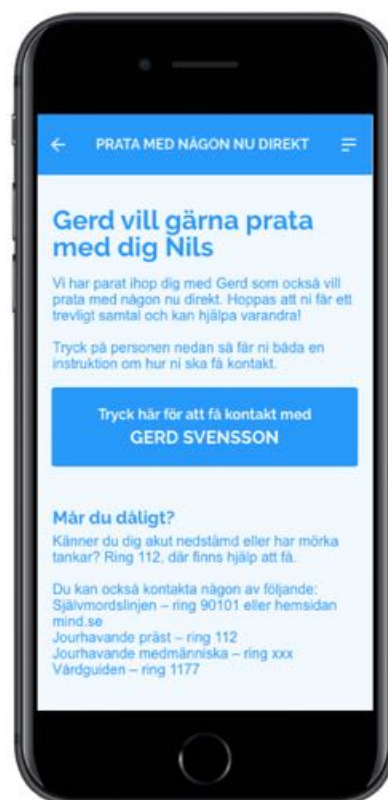 PRATA MED NÅGON NU DIREKT
Gerd vill gärna prata
med dig Nils
Vi har parat ihop dig med Gerd som också vill
prata med någon nu direkt. Hoppas att ni får ett
trevligt samtal och kan hjälpa varandra!
Tryck på personen nedan så får ni båda en
instruktion om hur ni ska få kontakt.
Tryck här för att få kontakt med
GERD SVENSSON
Mår du dåligt?
Känner du dig akut nedstämd eller har mörka
tankar? Ring 112, där finns hjälp att få.
Du kan också kontakta någon av följande:
Självmordslinjen – ring 90101 eller hemsidan
mind.se
Jourhavande präst – ring 112
Jourhavande medmänniska – ring xxx
Vårdguiden – ring 1177